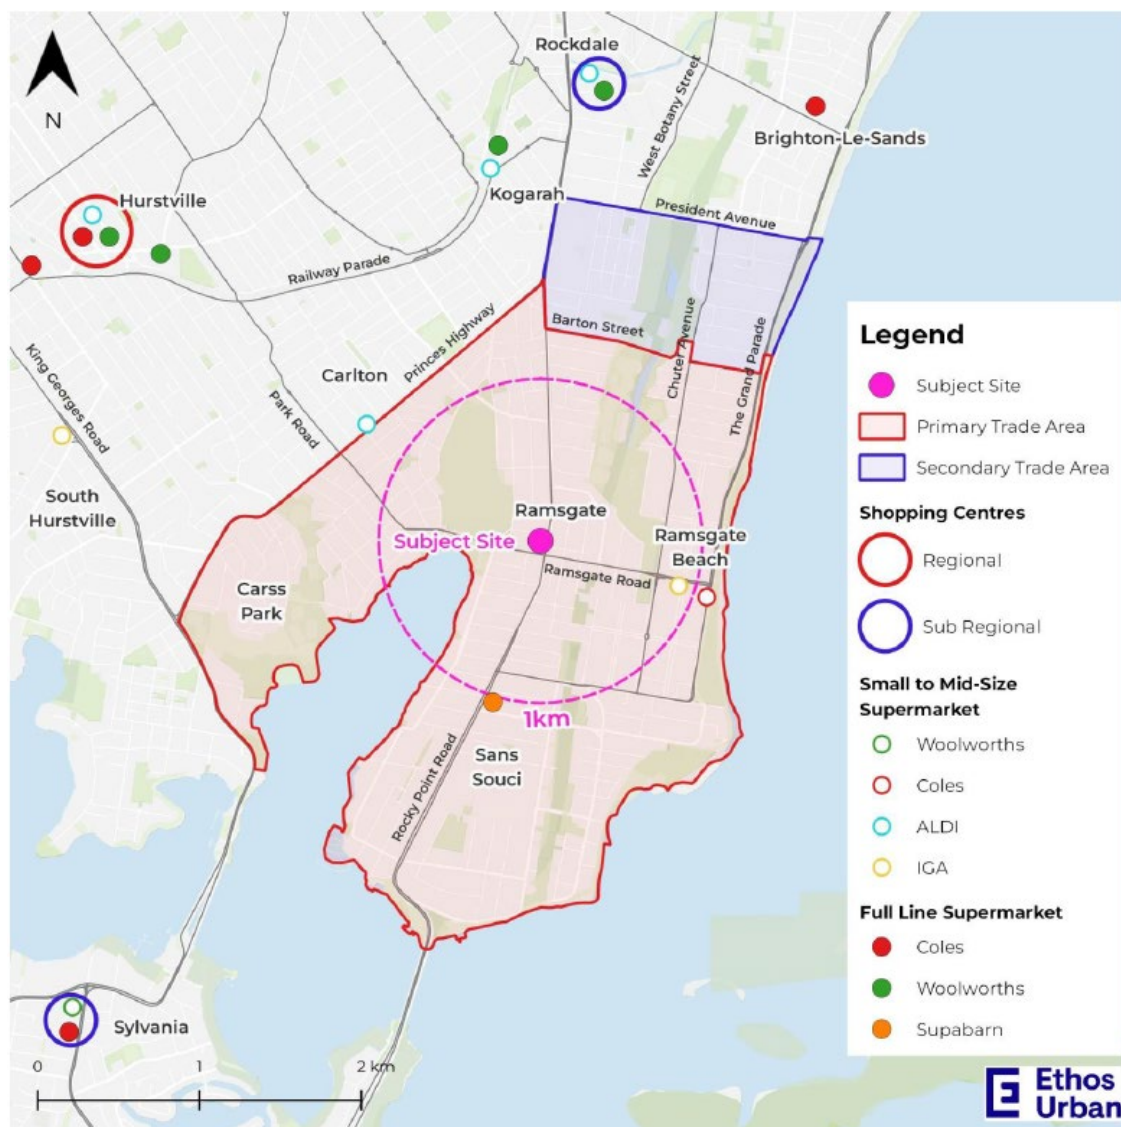 Rockdale
N
West Botany Street
Brighton-Le-Sands
Kogarah
Hurstville
President Avenue
Railway Parade
Barton Street
Princes Highway
Chuter Avenue
The Grand Parade
King Georges Road
Park Road
Carlton
South
Hurstville
Ramsgate
Subject Site
Ramsgate
Beach
Ramsgate Road
Carss
Park
1km
Sans
Souci
Rocky Point Road
Sylvania
0
1
2 km
Legend
Subject Site
Primary Trade Area
Secondary Trade Area
Shopping Centres
Regional
Sub Regional
Small to Mid-Size
Supermarket
Woolworths
Coles
ALDI
IGA
Full Line Supermarket
Coles
Woolworths
Supabarn
Ethos
Urban